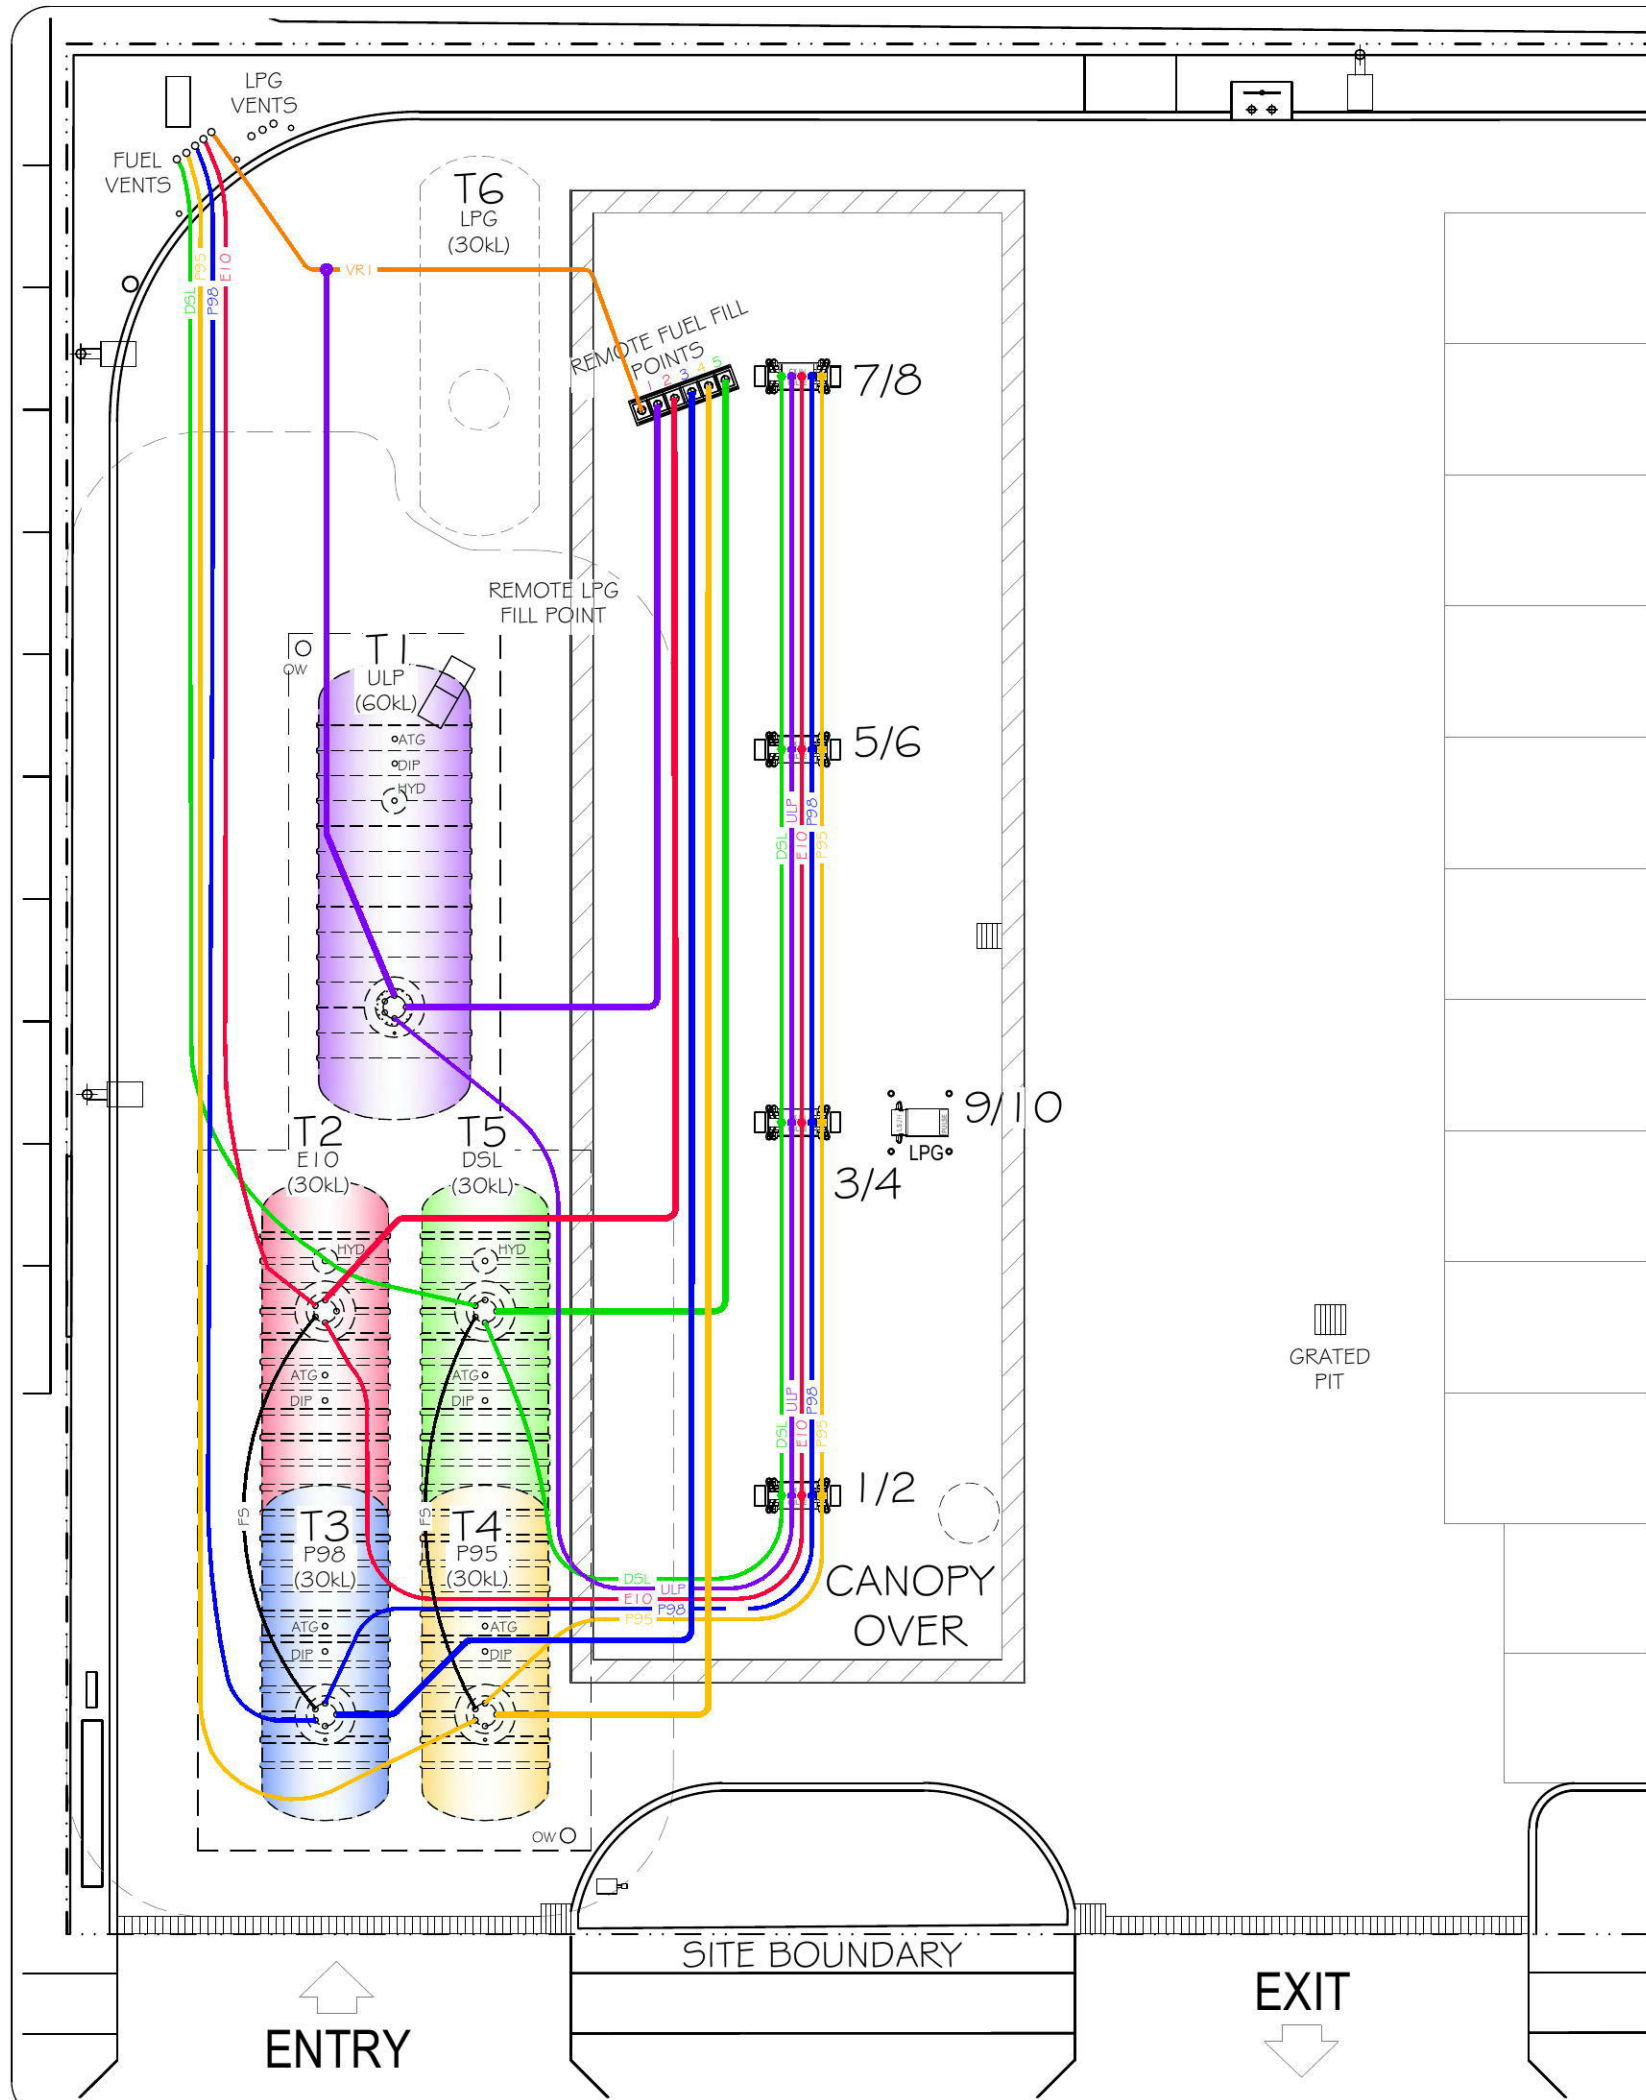 LPG
VENTS
FUEL
VENTS
T6
LPG
(30kL)
DSL
P95
P98
E10
VR1
REMOTE FUEL FILL
POINTS
1
2
3
4
5
7/8
REMOTE LPG
FILL POINT
OW
T1
ULP
(60kL)
ATG
DIP
HYD
5/6
DSL
ULP
E10
P98
P95
9/10
LPG
PULSE
3/4
T2
E10
(30kL)
T5
DSL
(30kL)
HYD
HYD
ATG
DIP
ATG
DIP
GRATED
PIT
DSL
ULP
E10
P98
P95
1/2
FS
FS
T3
P98
(30kL)
T4
P95
(30kL)
DSL
ULP
E10
P98
P95
CANOPY
OVER
ATG
DIP
ATG
DIP
OW
SITE BOUNDARY
ENTRY
EXIT